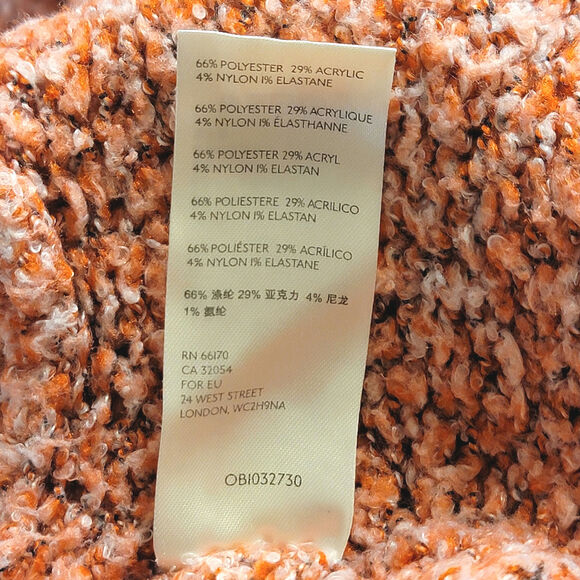 66% POLYESTER 29% ACRYLIC
4% NYLON 1% ELASTANE
66% POLYESTER 29% ACRYLIQUE
4% NYLON 1% ÉLASTHANNE
66% POLYESTER 29% ACRYL
4% NYLON 1% ELASTAN
66% POLIESTERE 29% ACRILICO
4% NYLON 1% ELASTAN
66% POLIÉSTER 29% ACRÍLICO
4% NYLON 1% ELASTANE
66% 涤纶 29% 亚克力 4% 尼龙
1% 氨纶
RN 66170
CA 32054
FOR EU
24 WEST STREET
LONDON, WC2H9NA
OB1032730